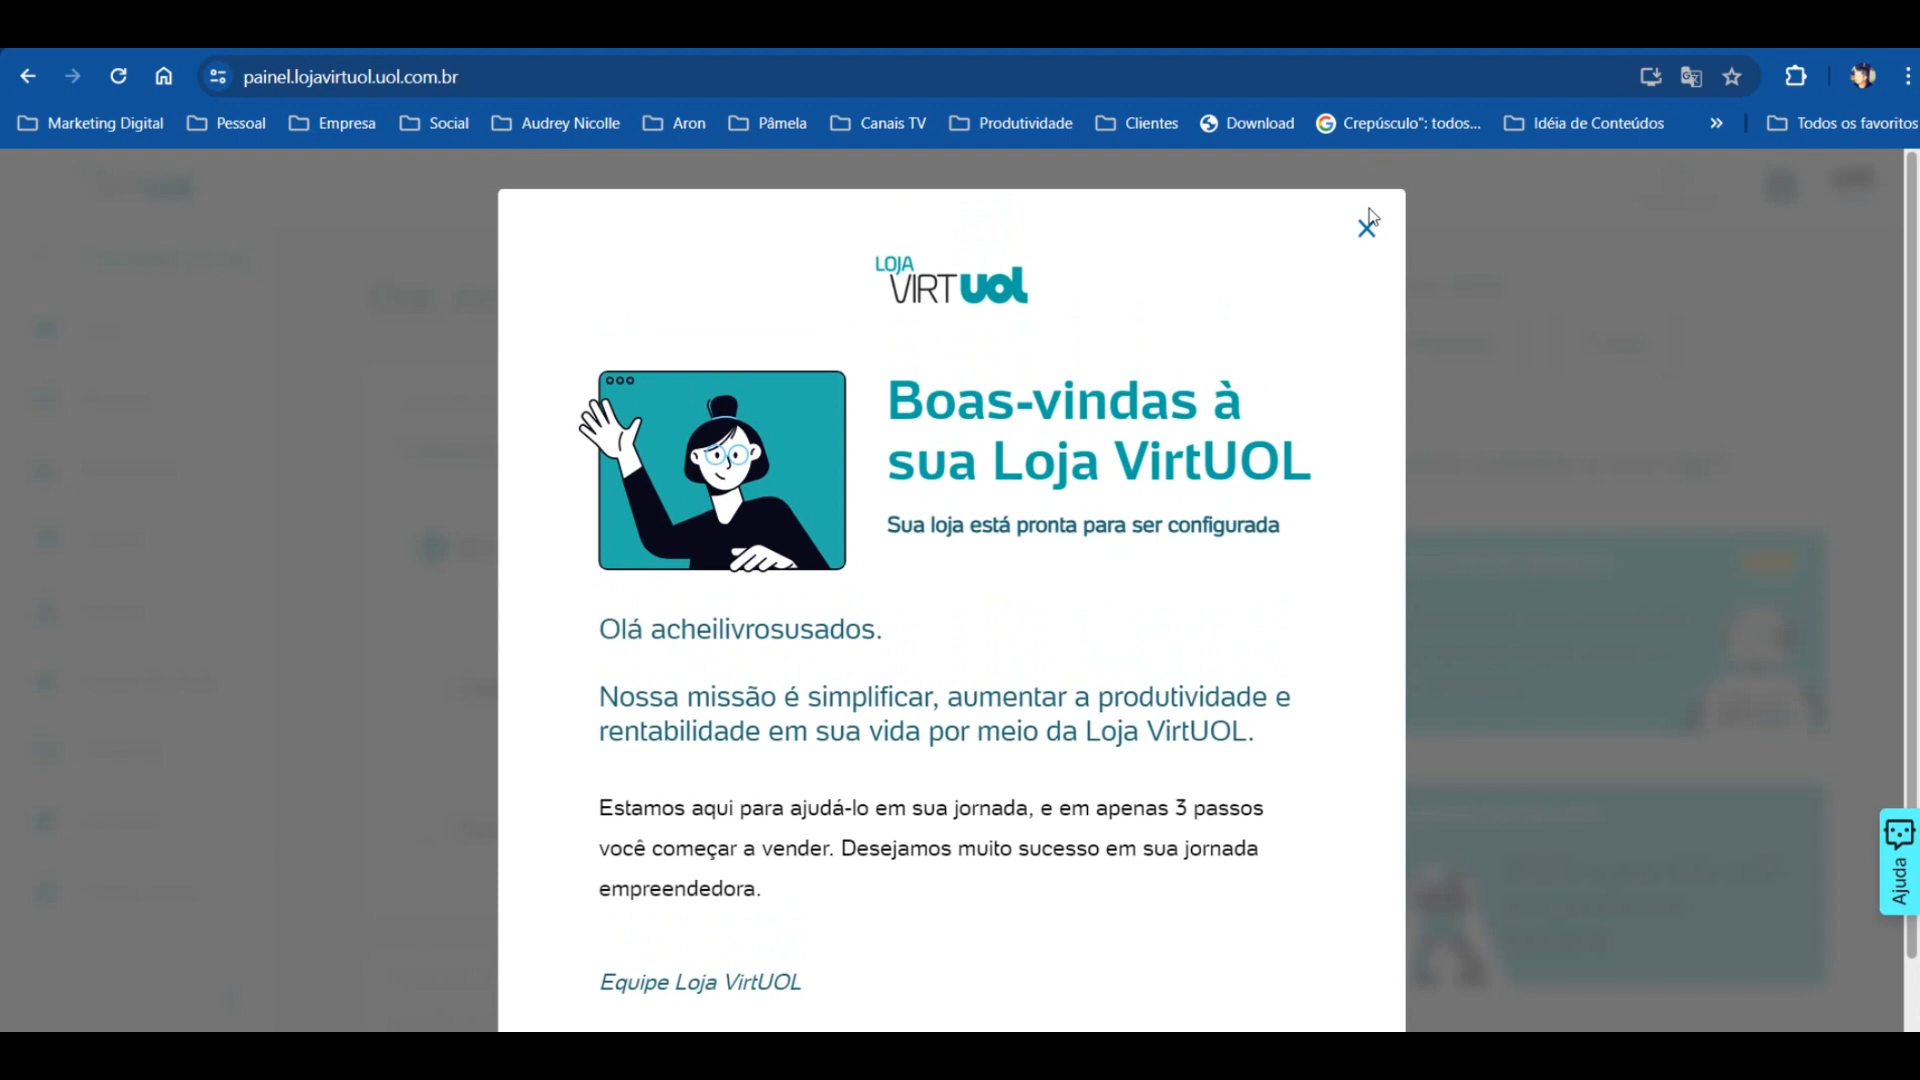 painel.lojavirtuol.uol.com.br
Marketing Digital Pessoal Empresa Social Audrey Nicolle Aron Pâmela Canais TV Produtividade Clientes Download Crepúsculo": todos... Idéia de Conteúdos » Todos os favoritos
LOJA
VIRTUOL
Boas-vindas à
sua Loja VirtUOL
Sua loja está pronta para ser configurada
Olá acheilivrosusados.
Nossa missão é simplificar, aumentar a produtividade e
rentabilidade em sua vida por meio da Loja VirtUOL.
Estamos aqui para ajudá-lo em sua jornada, e em apenas 3 passos
você começar a vender. Desejamos muito sucesso em sua jornada
empreendedora.
Equipe Loja VirtUOL
Ajuda